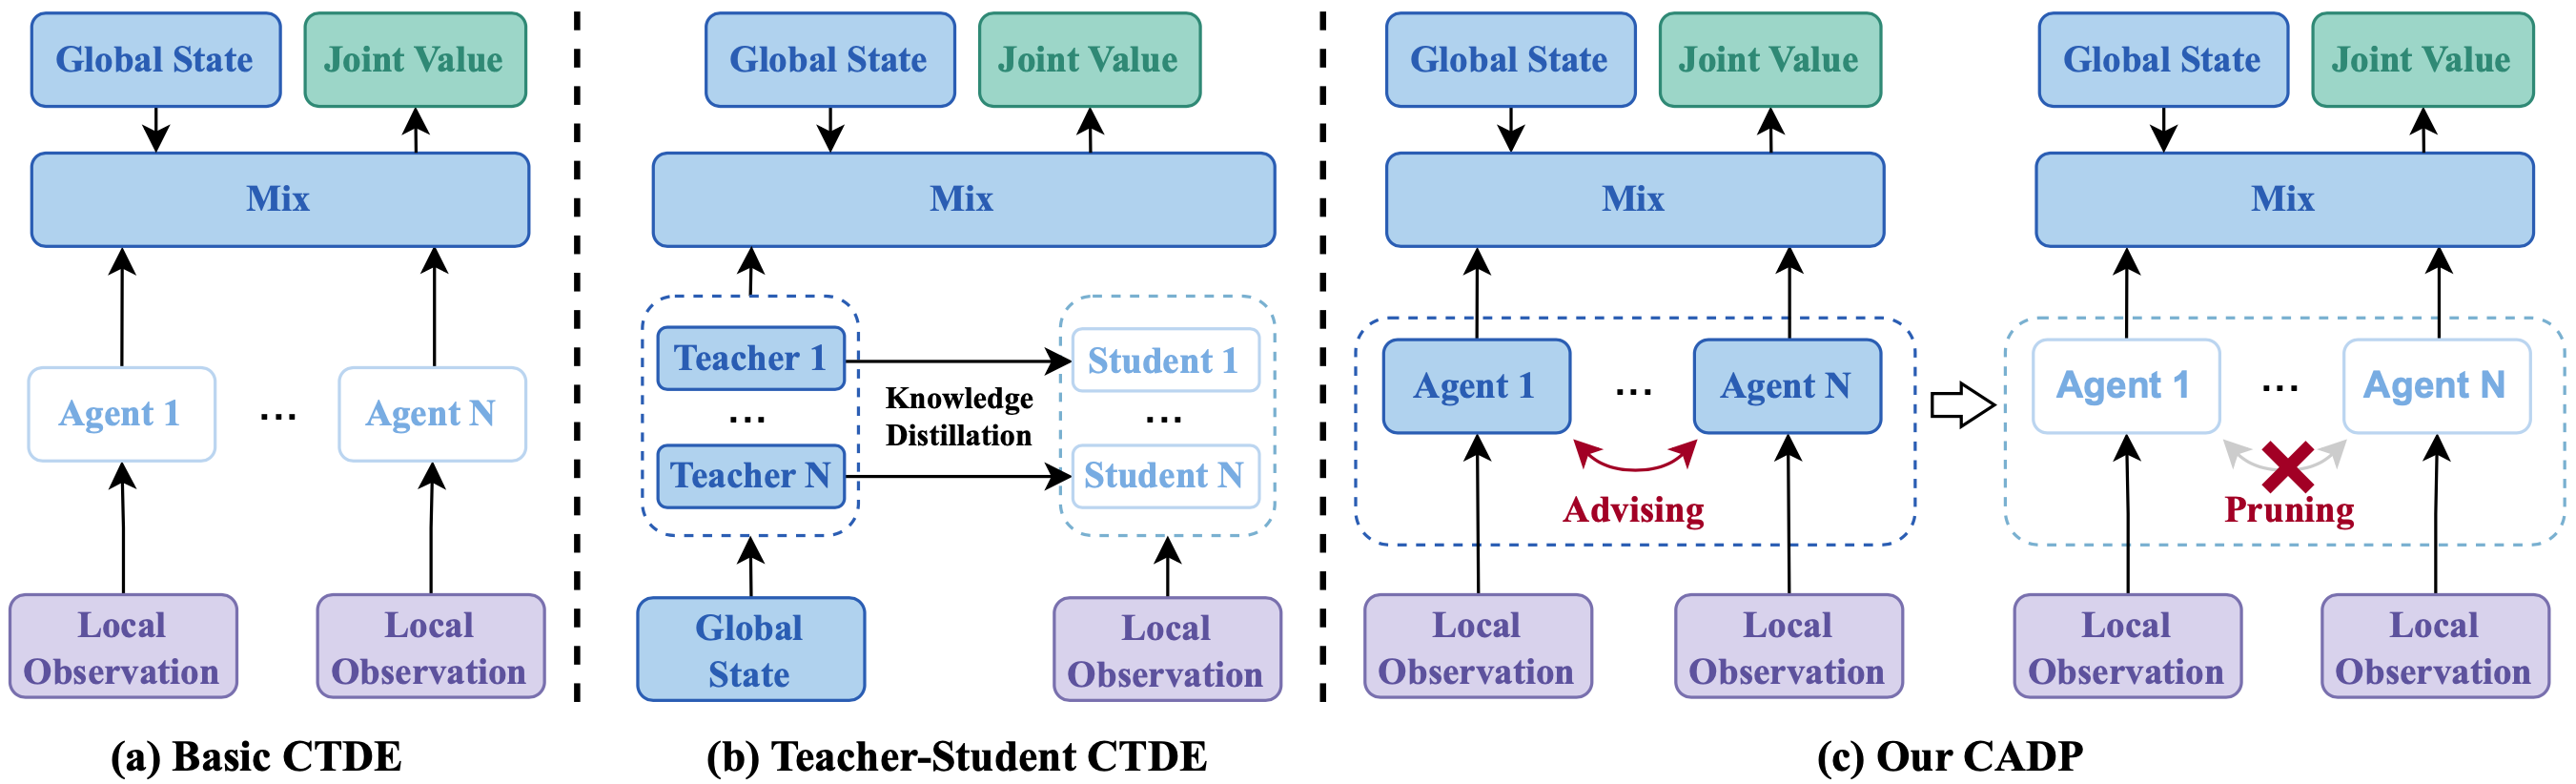 Global State
Joint Value
Mix
Agent 1
...
Agent N
Local
Observation
Local
Observation
(a) Basic CTDE
Global State
Joint Value
Mix
Teacher 1
...
Teacher N
Knowledge
Distillation
Student 1
...
Student N
Global
State
Local
Observation
(b) Teacher-Student CTDE
Global State
Joint Value
Mix
Agent 1
...
Agent N
Advising
Local
Observation
Local
Observation
Global State
Joint Value
Mix
Agent 1
...
Agent N
Pruning
Local
Observation
Local
Observation
(c) Our CADP